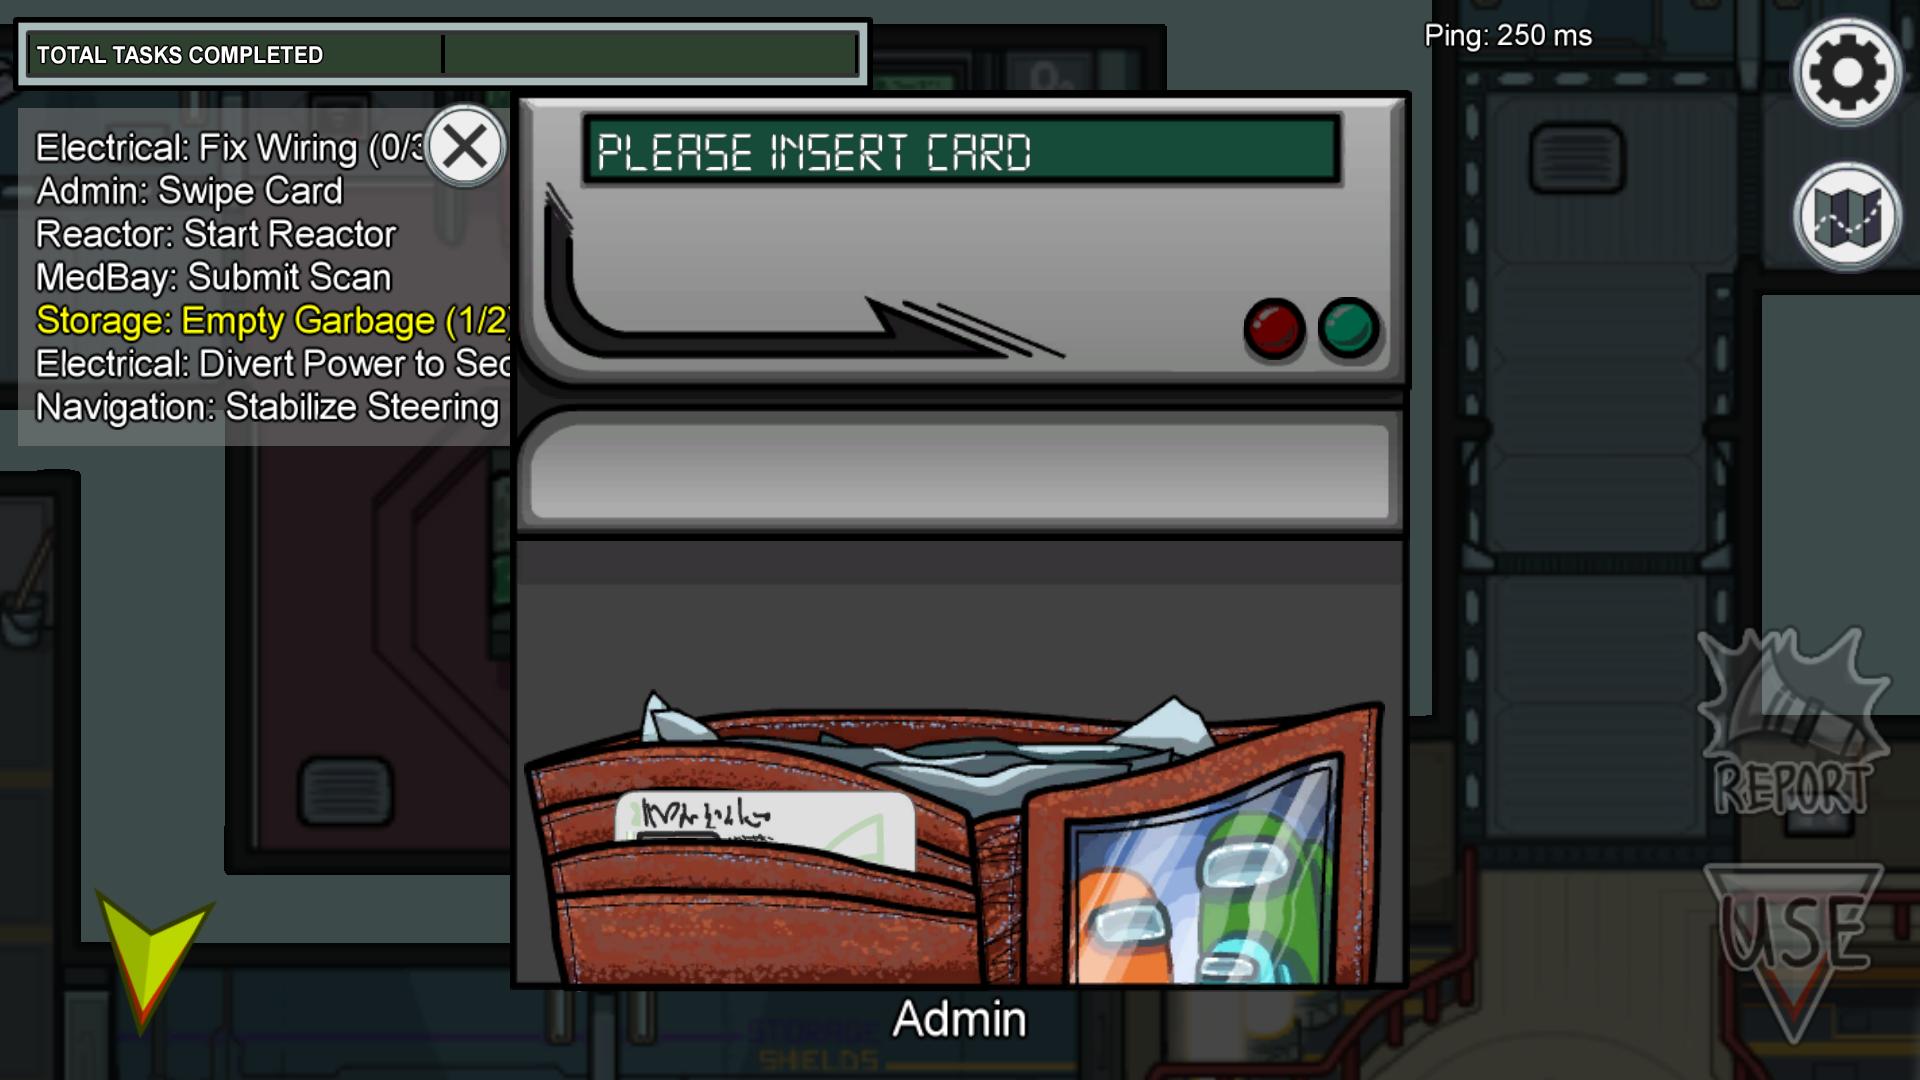 TOTAL TASKS COMPLETED
Ping: 250 ms
Electrical: Fix Wiring (0/3
Admin: Swipe Card
Reactor: Start Reactor
MedBay: Submit Scan
Storage: Empty Garbage (1/2)
Electrical: Divert Power to Sec
Navigation: Stabilize Steering
PLEASE INSERT CARD
REPORT
USE
Admin
STORAGE
SHIELDS